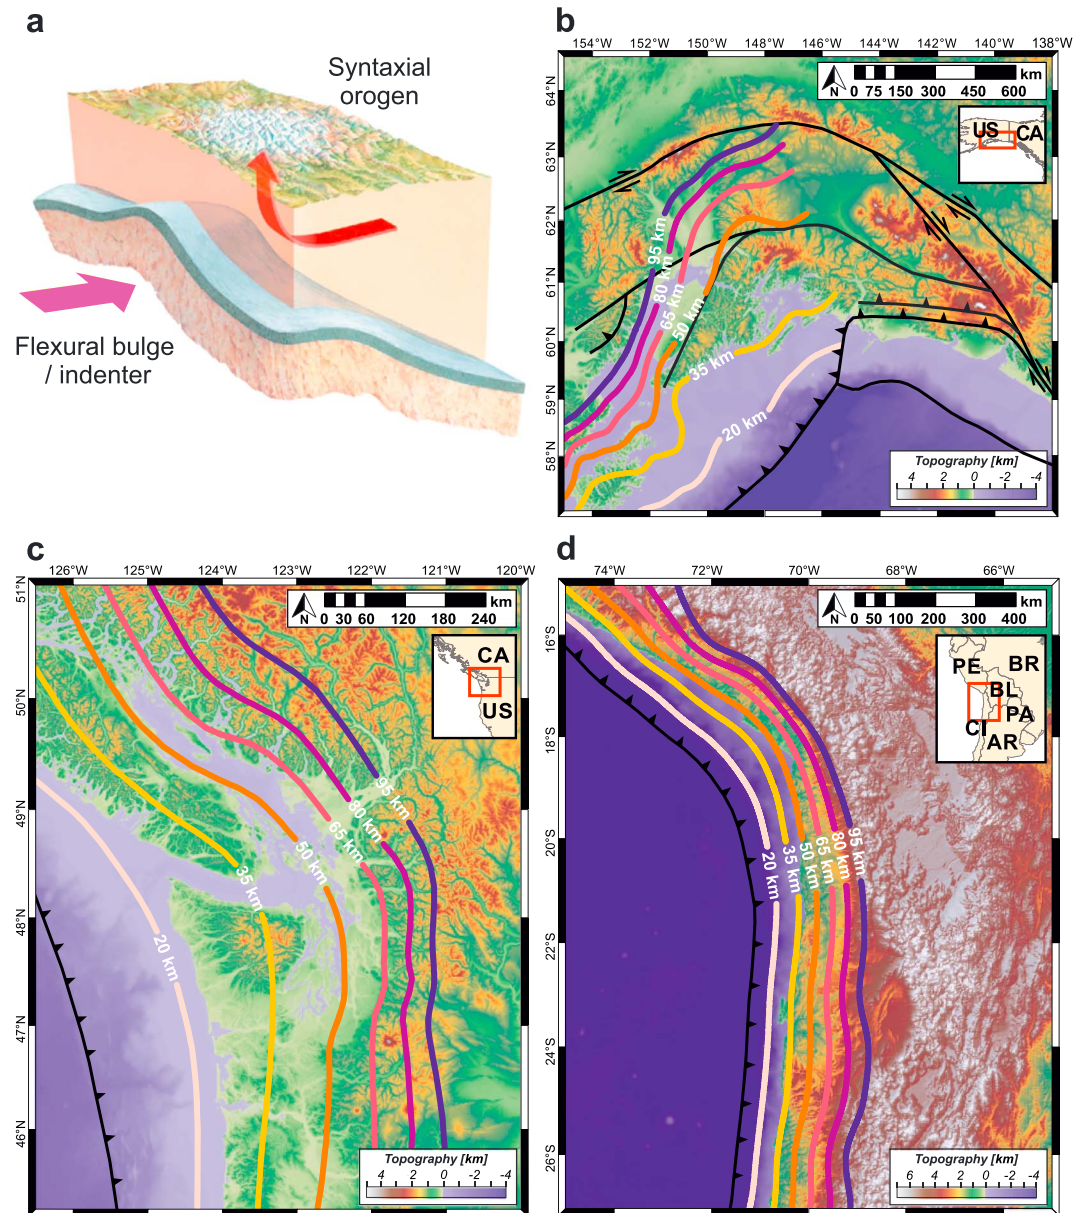 a
Syntaxial
orogen
Flexural bulge
/ indenter
b
154°W 152°W 150°W 148°W 146°W 144°W 142°W 140°W 138°W
64°N
63°N
62°N
61°N
60°N
59°N
58°N
km
0 75 150 300 450 600
N
US CA
95 km
80 km
65 km
50 km
35 km
20 km
Topography [km]
4 2 0 -2 -4
c
126°W 125°W 124°W 123°W 122°W 121°W 120°W
51°N
50°N
49°N
48°N
47°N
46°N
km
0 30 60 120 180 240
N
CA
US
95 km
80 km
65 km
50 km
35 km
20 km
Topography [km]
4 2 0 -2 -4
d
74°W 72°W 70°W 68°W 66°W
16°S
18°S
20°S
22°S
24°S
26°S
km
0 50 100 200 300 400
N
PE BR
BL
PA
CI
AR
20 km
35 km
50 km
65 km
80 km
95 km
Topography [km]
6 4 2 0 -2 -4